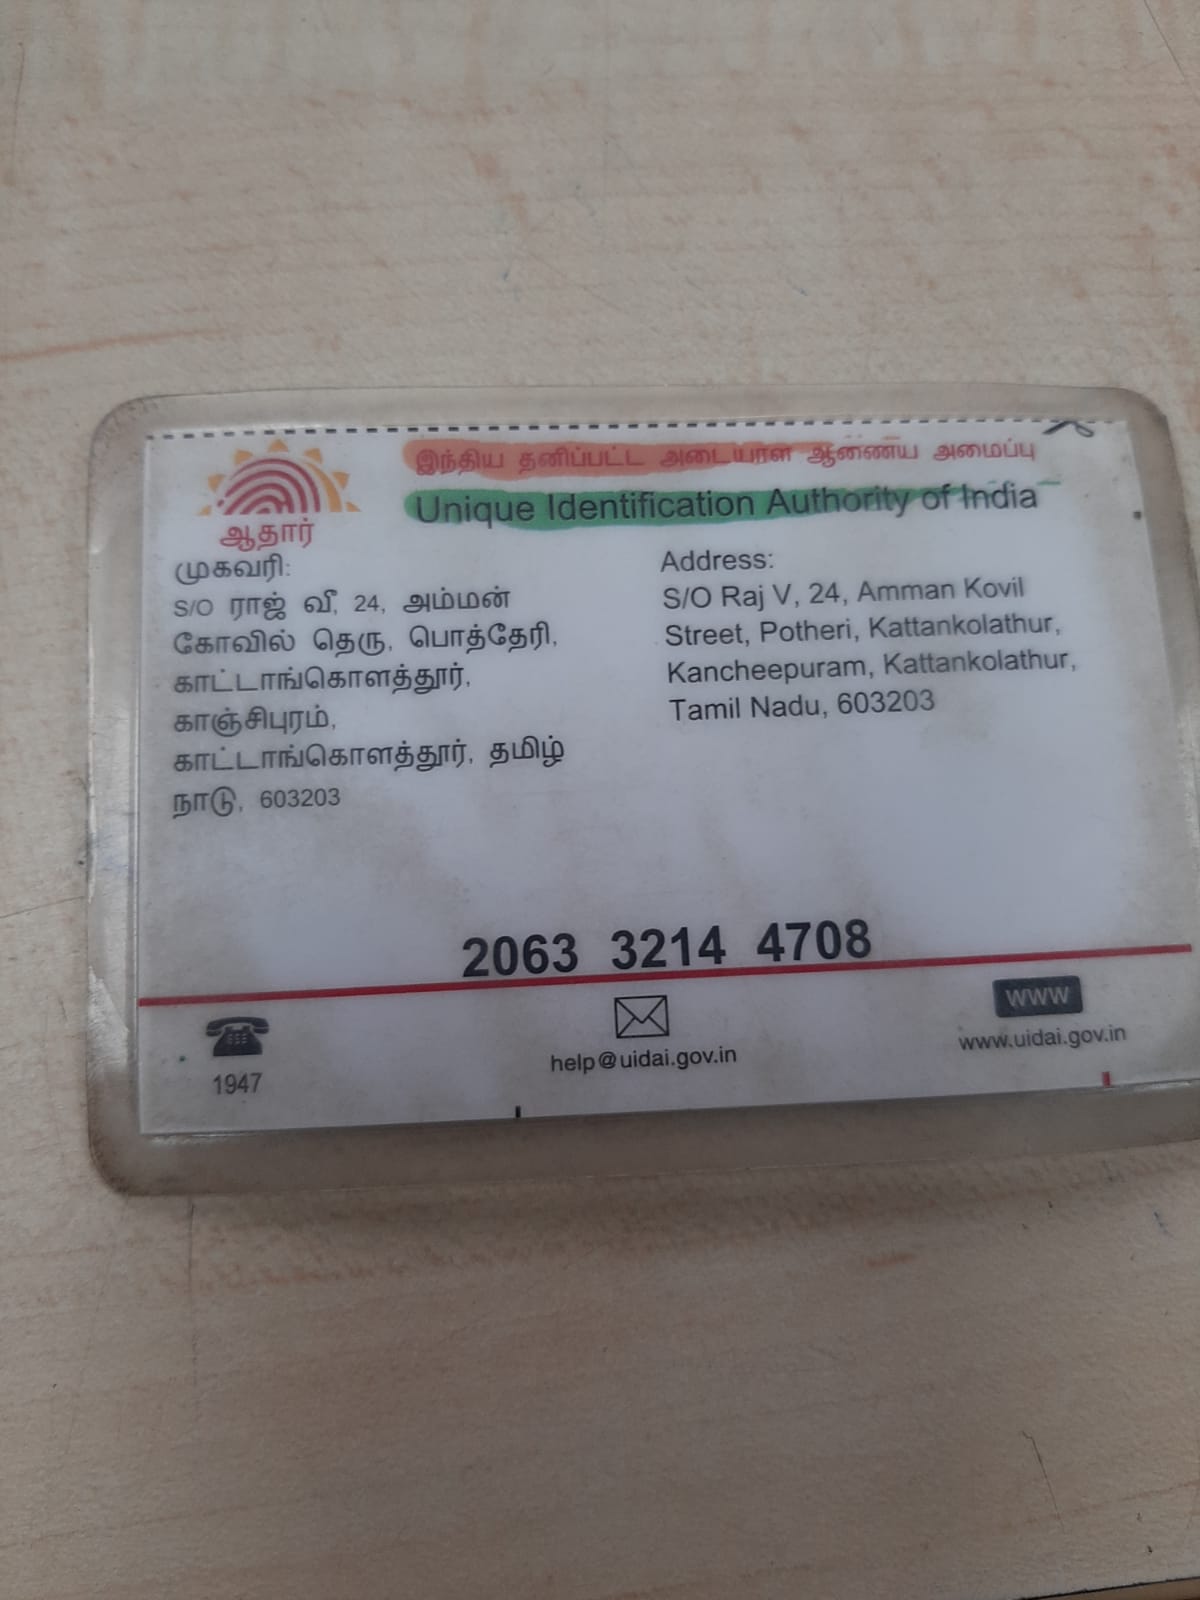 இந்திய தனிப்பட்ட அடையாள ஆணைய அமைப்பு
Unique Identification Authority of India
ஆதார்
முகவரி:
S/O ராஜ் வீ, 24, அம்மன்
கோவில் தெரு, பொத்தேரி,
காட்டாங்கொளத்தூர்,
காஞ்சிபுரம்,
காட்டாங்கொளத்தூர், தமிழ்
நாடு, 603203
Address:
S/O Raj V, 24, Amman Kovil
Street, Potheri, Kattankolathur,
Kancheepuram, Kattankolathur,
Tamil Nadu, 603203
2063 3214 4708
1947
help@uidai.gov.in
WWW
www.uidai.gov.in